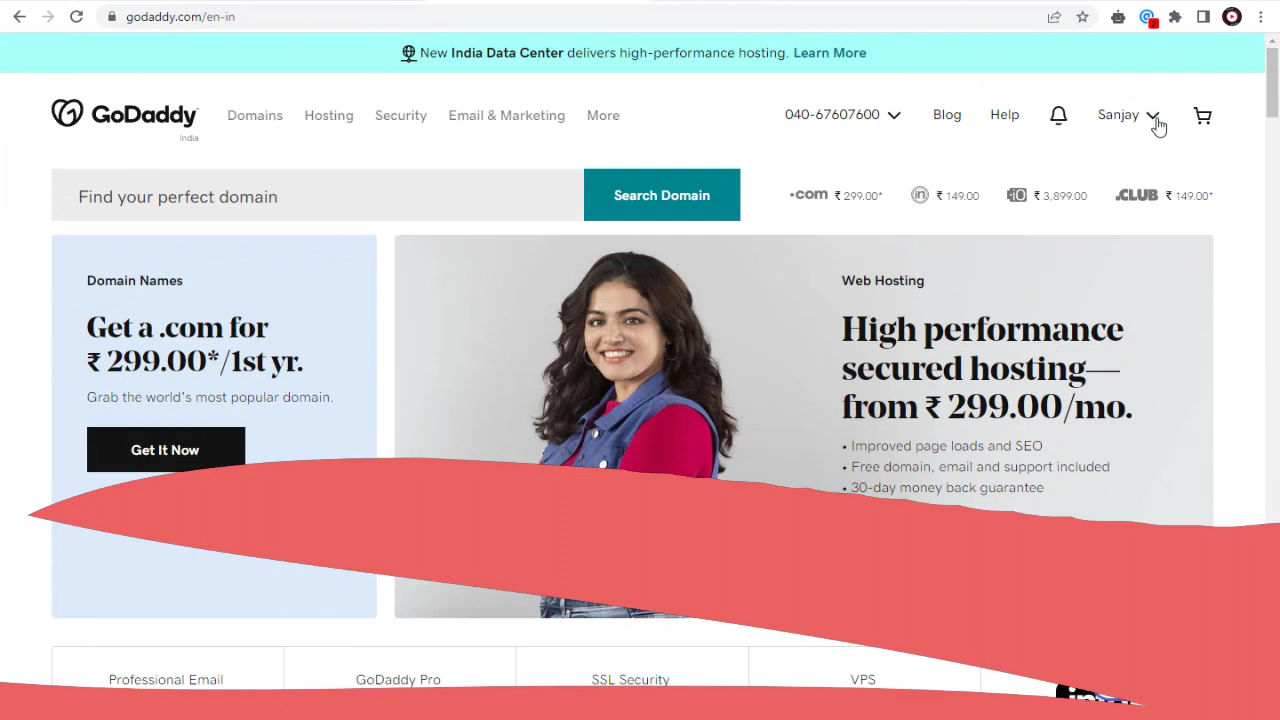 godaddy.com/en-in
2
New India Data Center delivers high-performance hosting. Learn More
GoDaddy
India
Domains Hosting Security Email & Marketing More
040-67607600 Blog Help Sanjay
Find your perfect domain
Search Domain
.com ₹ 299.00* in ₹ 149.00 ₹ 3,899.00 .CLUB ₹ 149.00*
Domain Names
Get a .com for
₹ 299.00*/1st yr.
Grab the world's most popular domain.
Get It Now
Web Hosting
High performance
secured hosting—
from ₹ 299.00/mo.
• Improved page loads and SEO
• Free domain, email and support included
• 30-day money back guarantee
Professional Email GoDaddy Pro SSL Security VPS